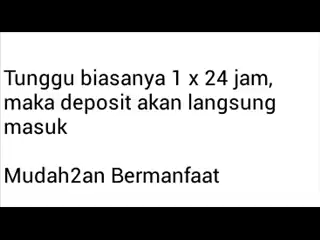 Tunggu biasanya 1 x 24 jam,
maka deposit akan langsung
masuk
Mudah2an Bermanfaat